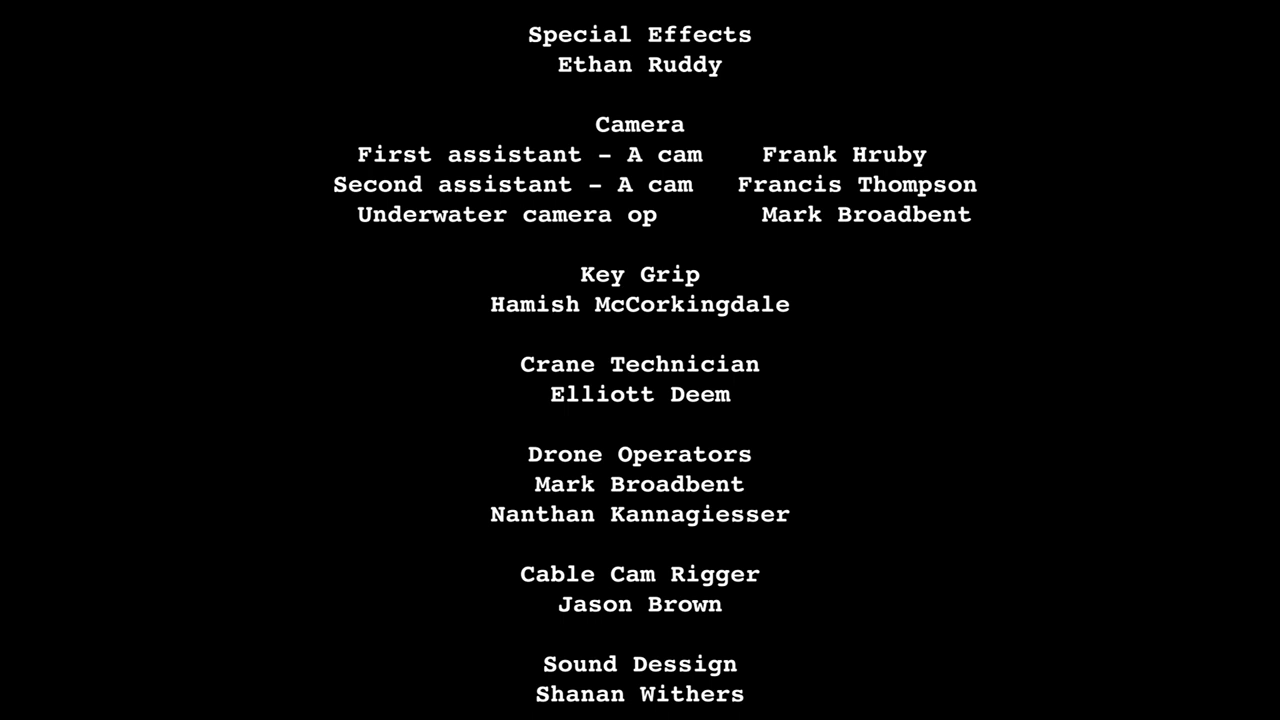 Special Effects
Ethan Ruddy
Camera
First assistant - A cam Frank Hruby
Second assistant - A cam Francis Thompson
Underwater camera op Mark Broadbent
Key Grip
Hamish McCorkingdale
Crane Technician
Elliott Deem
Drone Operators
Mark Broadbent
Nanthan Kannagiesser
Cable Cam Rigger
Jason Brown
Sound Dessign
Shanan Withers